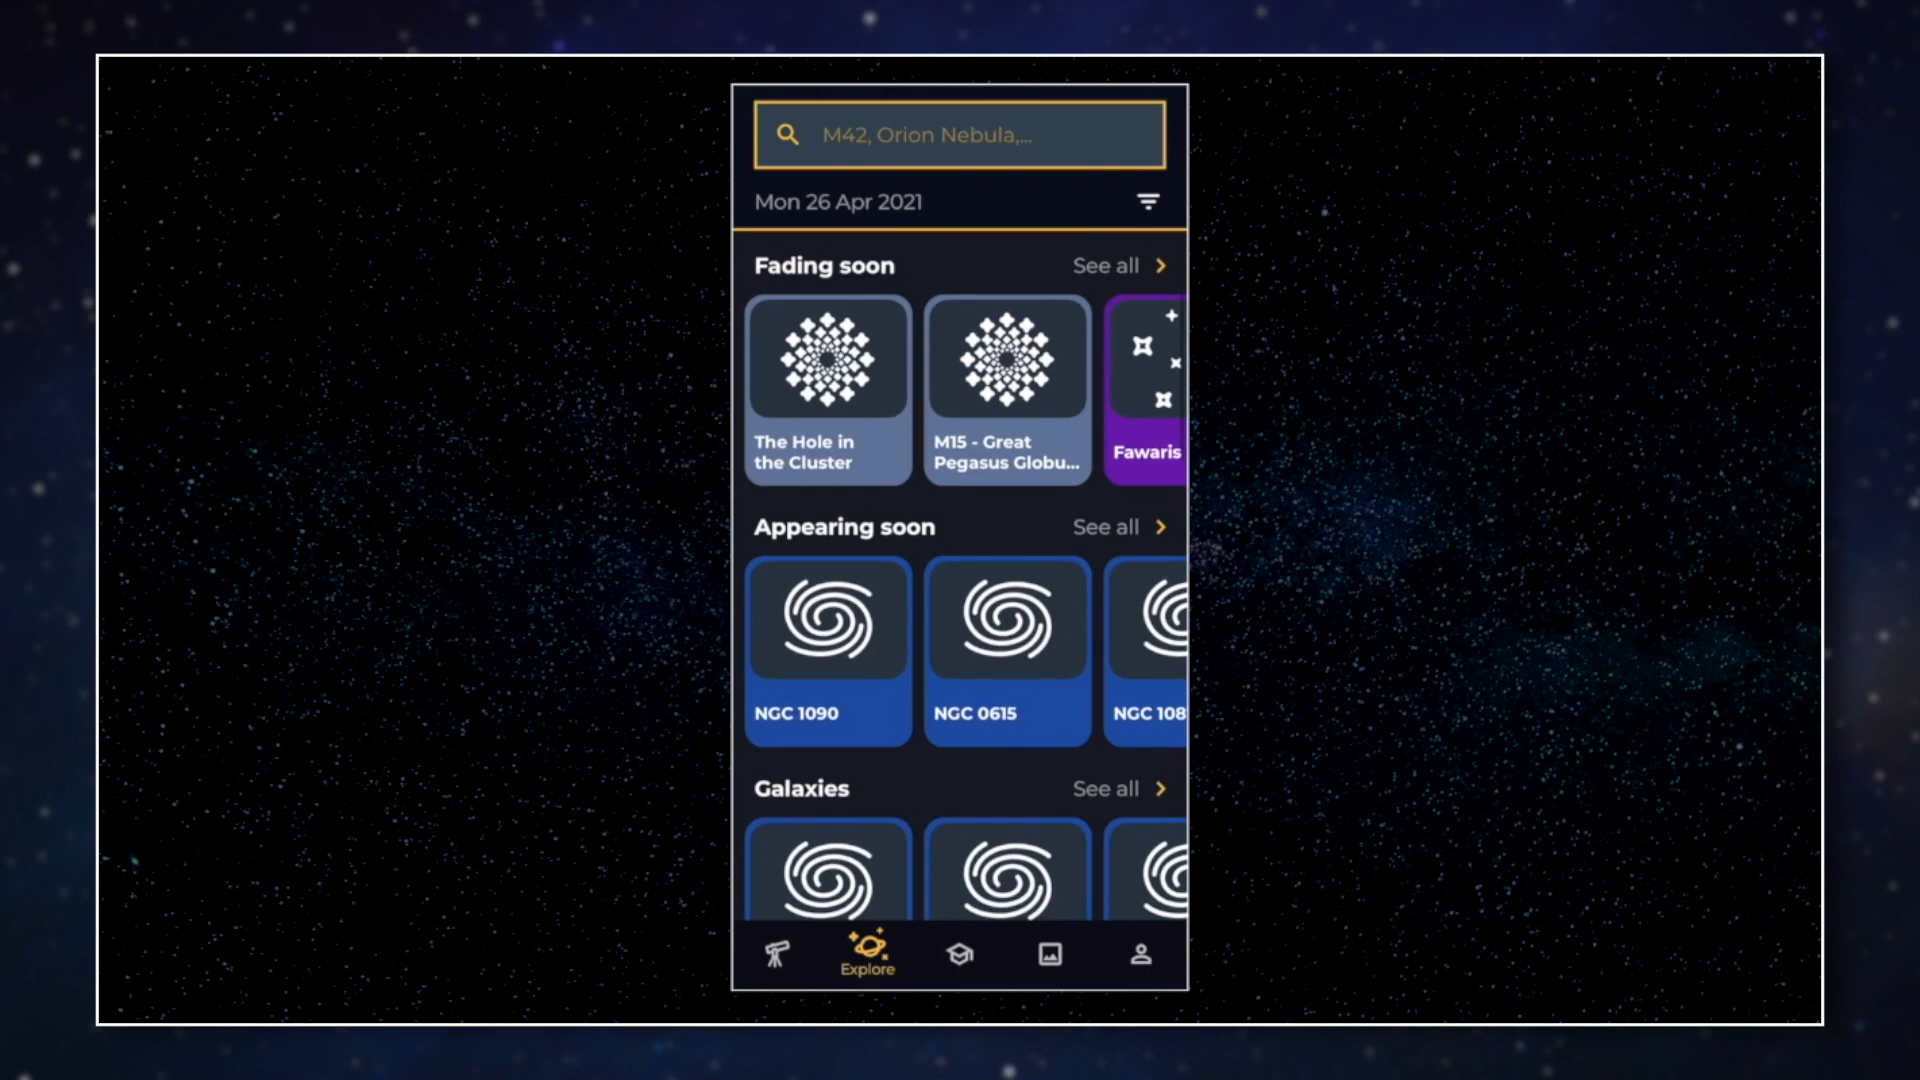 M42, Orion Nebula,...
Mon 26 Apr 2021
Fading soon
See all
The Hole in
the Cluster
M15 - Great
Pegasus Globu...
Fawaris
Appearing soon
See all
NGC 1090
NGC 0615
NGC 108
Galaxies
See all
Explore